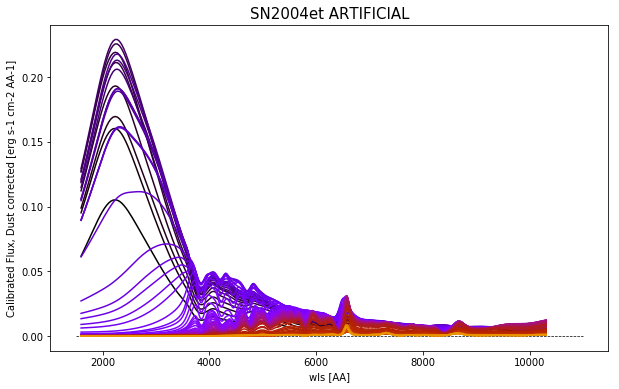 SN2004et ARTIFICIAL
Calibrated Flux, Dust corrected [erg s-1 cm-2 AA-1]
0.20
0.15
0.10
0.05
0.00
2000 4000 6000 8000 10000
wls [AA]